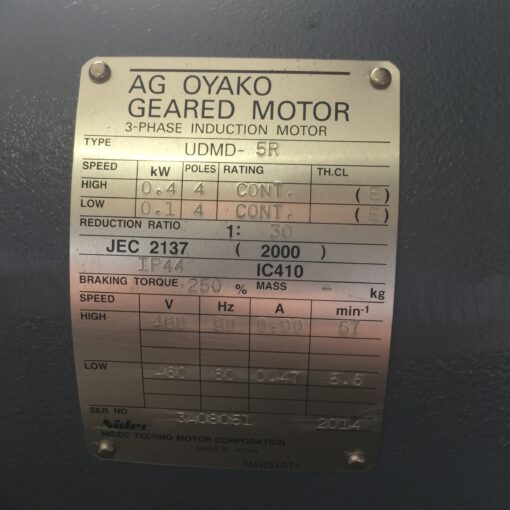 AG OYAKO
GEARED MOTOR
3-PHASE INDUCTION MOTOR
TYPE UDMD- 5R
SPEED kW POLES RATING TH.CL
HIGH 0.4 4 CONT. (E)
LOW 0.1 4 CONT. (E)
REDUCTION RATIO 1: 30
JEC 2137 ( 2000 )
IP44 IC410
BRAKING TORQUE 250 % MASS - kg
SPEED V Hz A min-1
HIGH 460 60 0.90 57
LOW 460 60 0.47 5.6
SER NO 3A08051 2014
Nidec
NIDEC TECHNO MOTOR CORPORATION
MADE IN JAPAN
N4B510T1